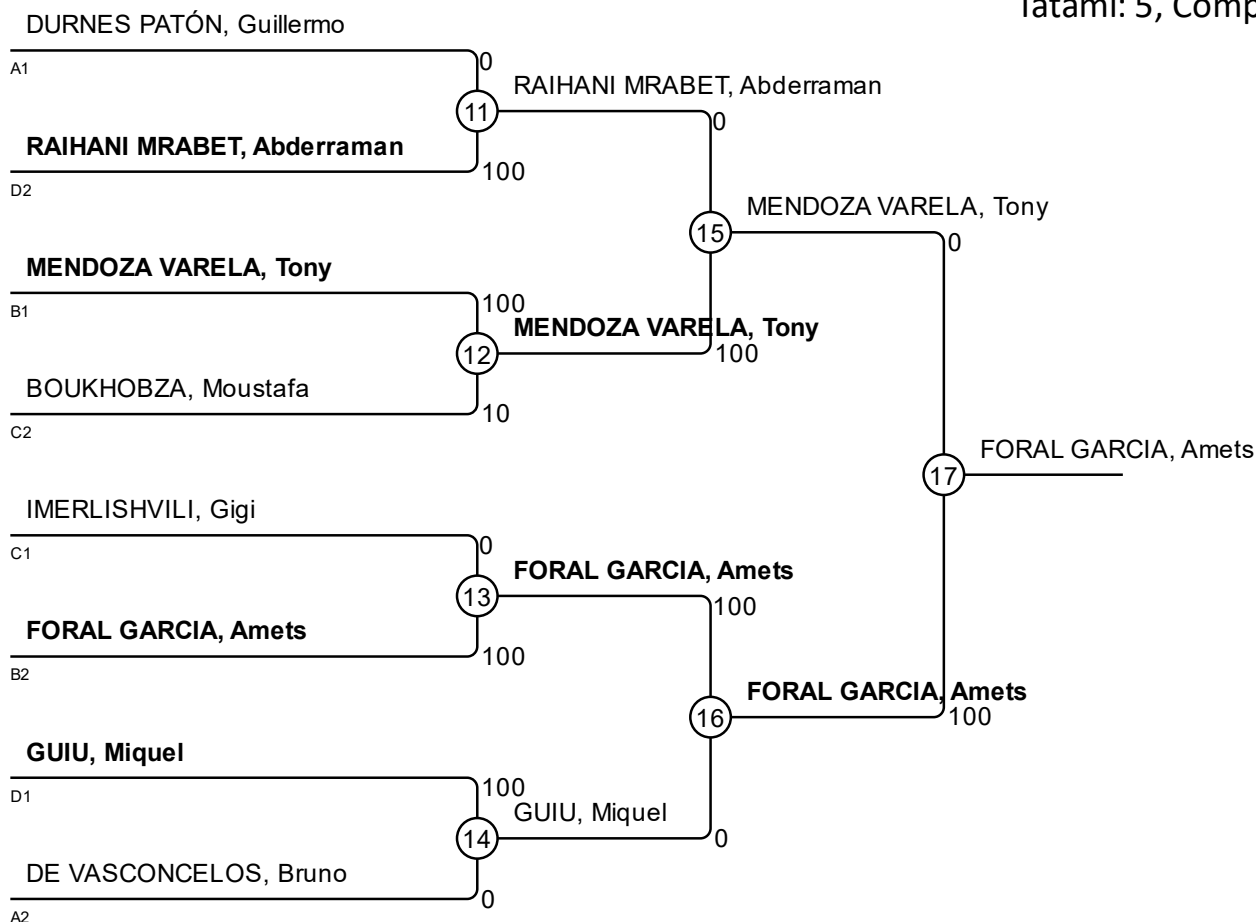 Tatami: 5, Comp
DURNES PATÓN, Guillermo
A1
0
11
RAIHANI MRABET, Abderraman
0
RAIHANI MRABET, Abderraman
100
D2
15
MENDOZA VARELA, Tony
0
MENDOZA VARELA, Tony
B1
100
12
MENDOZA VARELA, Tony
100
BOUKHOBZA, Moustafa
10
C2
17
FORAL GARCIA, Amets
IMERLISHVILI, Gigi
C1
0
13
FORAL GARCIA, Amets
100
FORAL GARCIA, Amets
100
B2
16
FORAL GARCIA, Amets
100
GUIU, Miquel
D1
100
14
GUIU, Miquel
0
DE VASCONCELOS, Bruno
0
A2